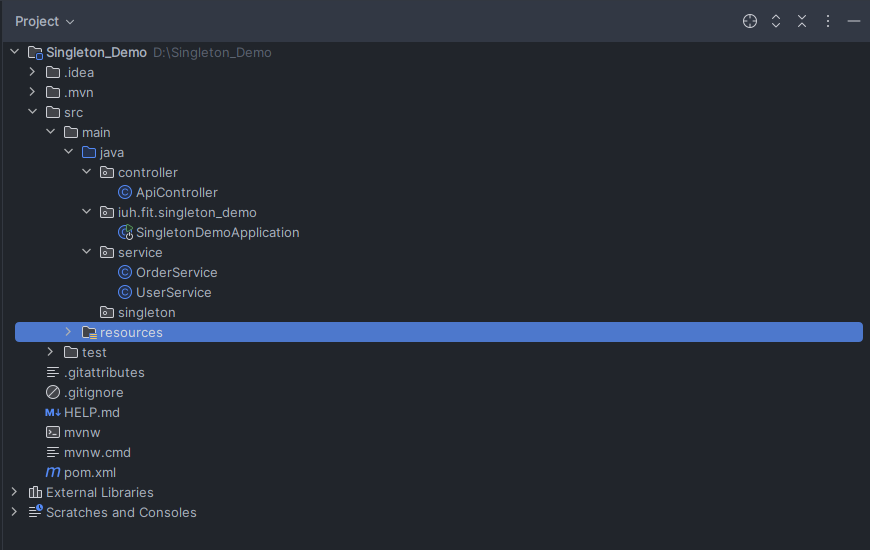 Project
Singleton_Demo D:\Singleton_Demo
.idea
.mvn
src
main
java
controller
ApiController
iuh.fit.singleton_demo
SingletonDemoApplication
service
OrderService
UserService
singleton
resources
test
.gitattributes
.gitignore
HELP.md
mvnw
mvnw.cmd
pom.xml
External Libraries
Scratches and Consoles